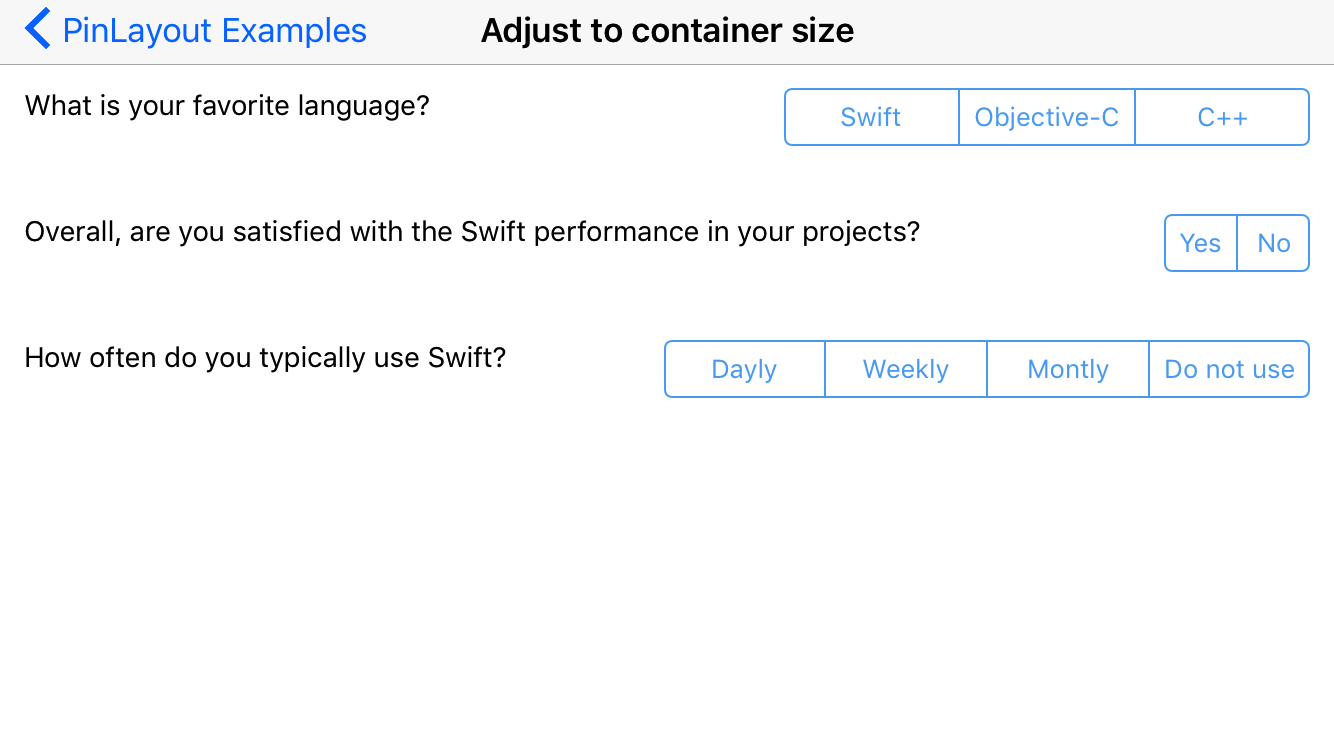 PinLayout Examples Adjust to container size
What is your favorite language? Swift Objective-C C++
Overall, are you satisfied with the Swift performance in your projects? Yes No
How often do you typically use Swift? Dayly Weekly Montly Do not use